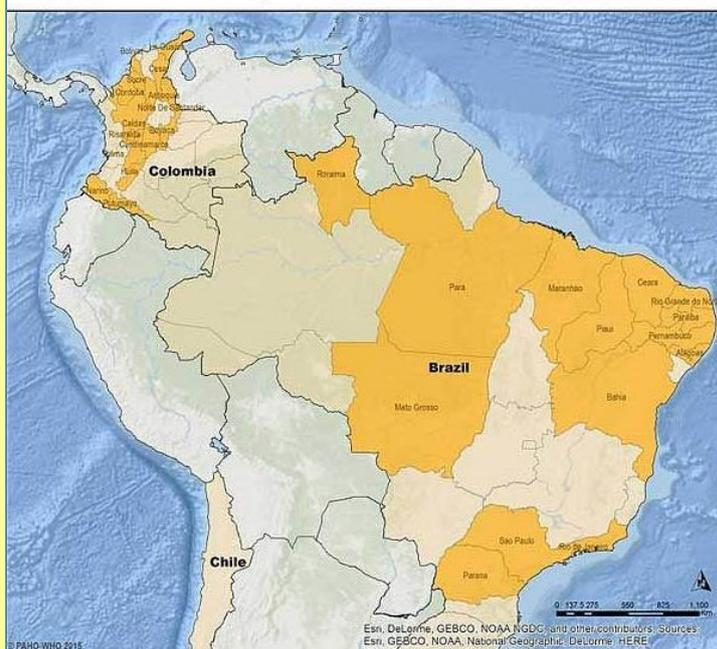 Bolivar
La Guajira
Cesar
Sucre
Cordoba
Antioquia
Norte De Santander
Caldas
Boyaca
Risaralda
Cundinamarca
Huila
Colombia
Narino
Putumayo
Roraima
Para
Maranhao
Ceara
Rio Grande do No
Paraiba
Piaui
Pernambuco
Alagoas
Brazil
Bahia
Mato Grosso
Sao Paulo
Rio de Janeiro
Chile
Parana
0 137.5 275 550 825 1,100
Km
Esri, DeLorme, GEBCO, NOAA NGDC, and other contributors, Sources:
Esri, GEBCO, NOAA, National Geographic, DeLorme, HERE
© PAHO-WHO 2015